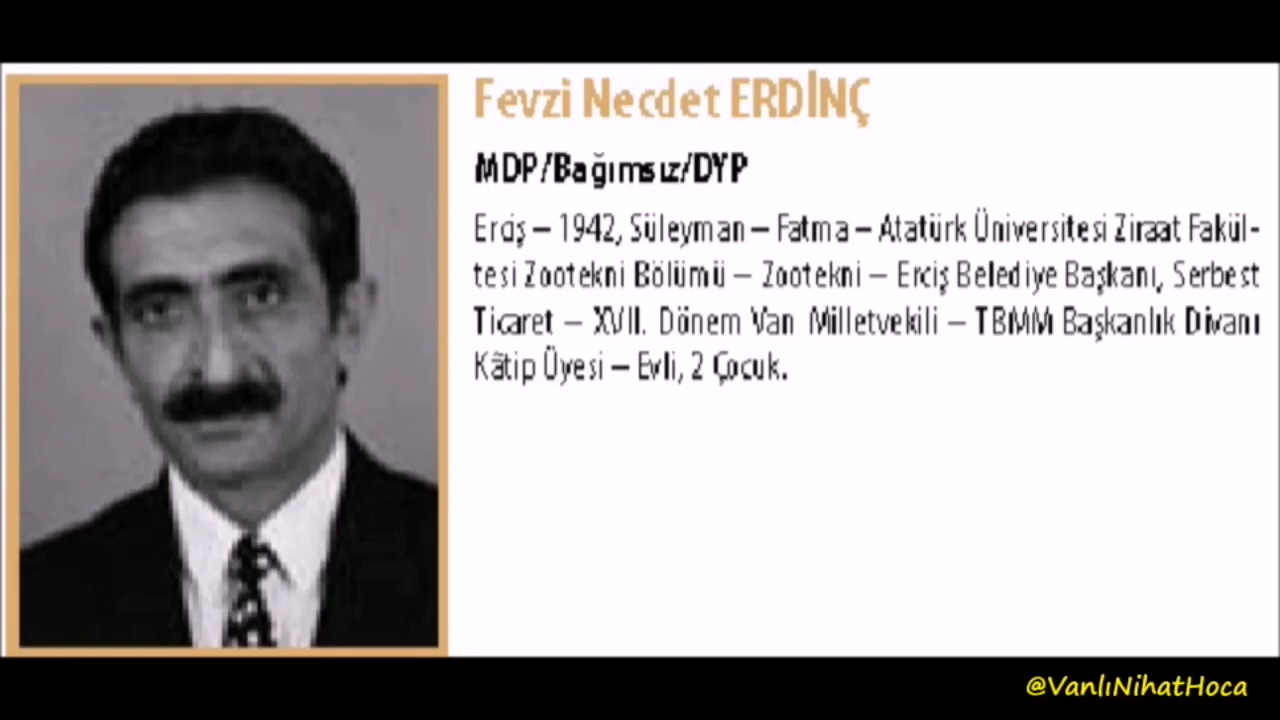 Fevzi Necdet ERDİNÇ
MDP/Bağımsız/DYP
Erciş – 1942, Süleyman – Fatma – Atatürk Üniversitesi Ziraat Fakül-
tesi Zootekni Bölümü – Zootekni – Erciş Belediye Başkanı, Serbest
Ticaret – XVII. Dönem Van Milletvekili – TBMM Başkanlık Divanı
Kâtip Üyesi – Evli, 2 Çocuk.
@VanlıNihatHoca